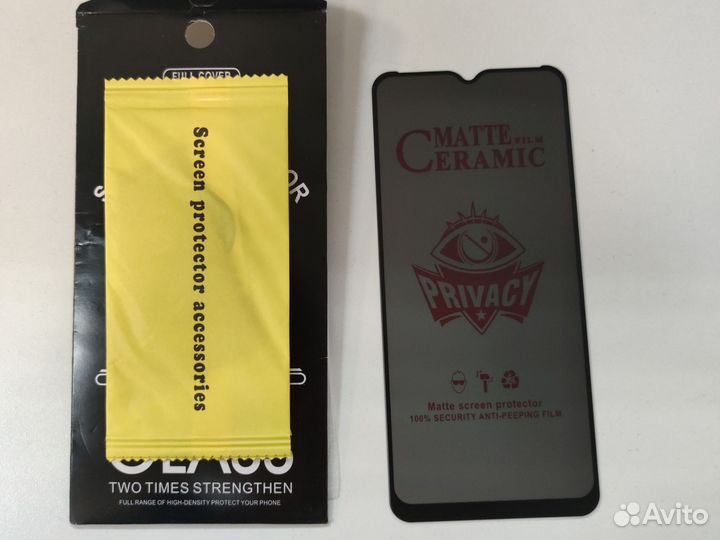 FULL COVER
Screen protector accessories
TWO TIMES STRENGTHEN
FULL RANGE OF HIGH-DENSITY PROTECT YOUR PHONE
MATTE FILM
CERAMIC
PRIVACY
Matte screen protector
100% SECURITY ANTI-PEEPING FILM
Avito